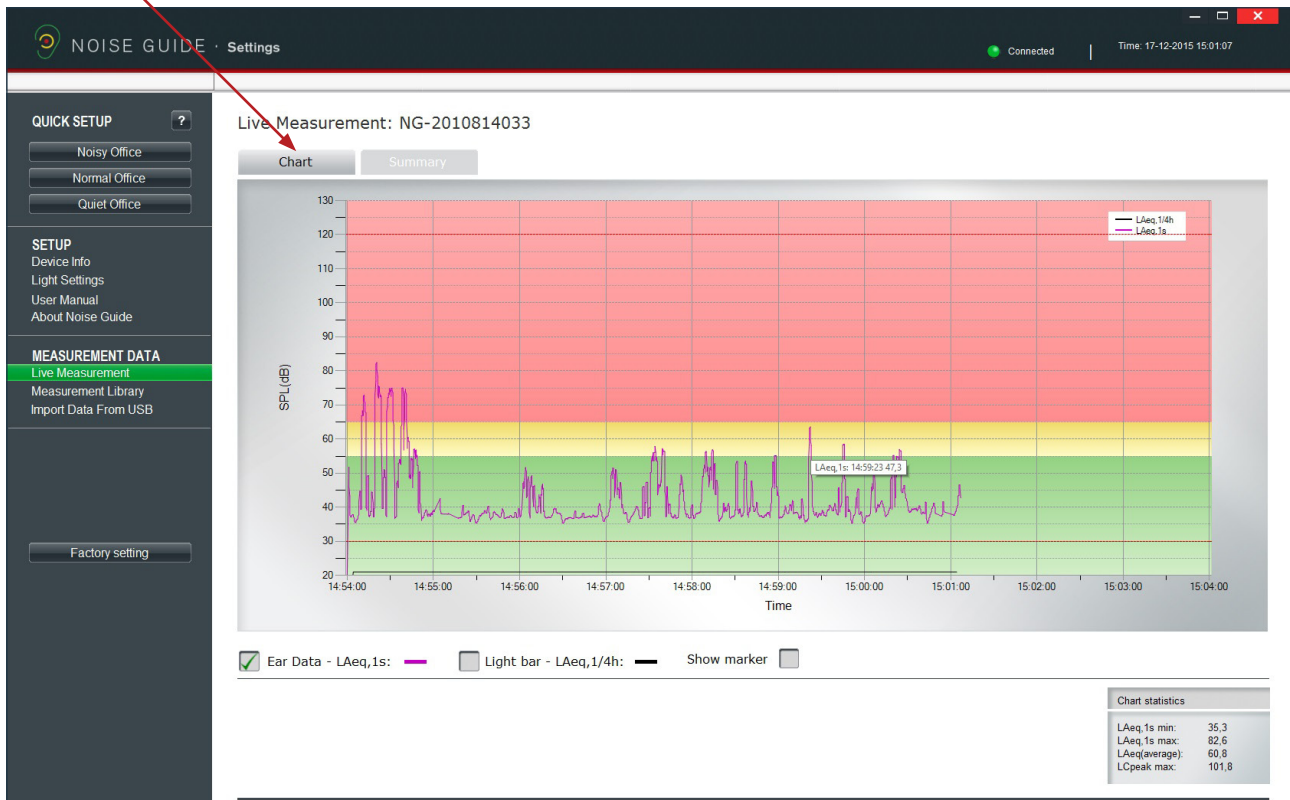 NOISE GUIDE · Settings
Connected | Time: 17-12-2015 15:01:07
QUICK SETUP ?
Noisy Office
Normal Office
Quiet Office
SETUP
Device Info
Light Settings
User Manual
About Noise Guide
MEASUREMENT DATA
Live Measurement
Measurement Library
Import Data From USB
Factory setting
Live Measurement: NG-2010814033
Chart Summary
SPL(dB)
130
120
110
100
90
80
70
60
50
40
30
20
LAeq,1/4h
LAeq,1s
LAeq,1s: 14:59:23 47,3
14:54:00 14:55:00 14:56:00 14:57:00 14:58:00 14:59:00 15:00:00 15:01:00 15:02:00 15:03:00 15:04:00
Time
Ear Data - LAeq,1s: Light bar - LAeq,1/4h: Show marker
Chart statistics
LAeq,1s min: 35,3
LAeq,1s max: 82,6
LAeq(average): 60,8
LCpeak max: 101,8